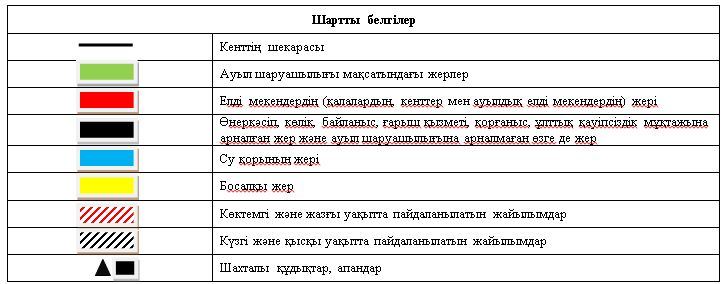 Шартты белгілер
Кенттің шекарасы
Ауыл шаруашылығы мақсатындағы жерлер
Елді мекендердің (қалалардың, кенттер мен ауылдық елді мекендердің) жері
Өнеркәсіп, көлік, байланыс, ғарыш қызметі, қорғаныс, ұлттық қауіпсіздік мұқтажына
арналған жер және ауыл шаруашылығына арналмаған өзге де жер
Су қорының жері
Босалқы жер
Көктемгі және жазғы уақытта пайдаланылатын жайылымдар
Күзгі және қысқы уақытта пайдаланылатын жайылымдар
Шахталы құдықтар, апандар